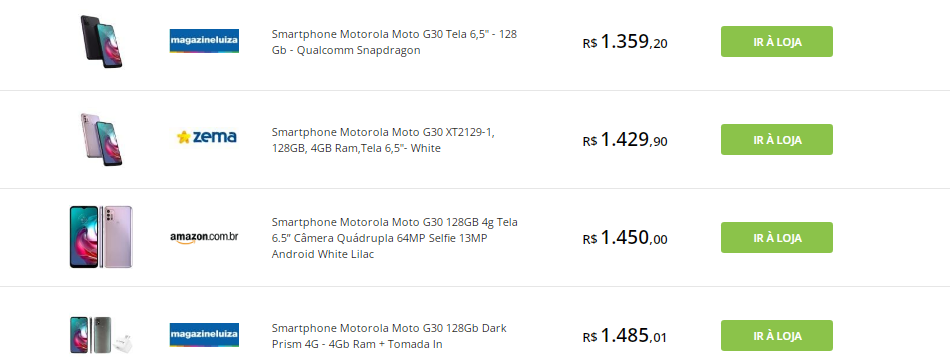 magazineluiza
Smartphone Motorola Moto G30 Tela 6,5" - 128
Gb - Qualcomm Snapdragon
R$ 1.359,20
IR À LOJA
zema
Smartphone Motorola Moto G30 XT2129-1,
128GB, 4GB Ram,Tela 6,5"- White
R$ 1.429,90
IR À LOJA
amazon.com.br
Smartphone Motorola Moto G30 128GB 4g Tela
6.5” Câmera Quádrupla 64MP Selfie 13MP
Android White Lilac
R$ 1.450,00
IR À LOJA
magazineluiza
Smartphone Motorola Moto G30 128Gb Dark
Prism 4G - 4Gb Ram + Tomada In
R$ 1.485,01
IR À LOJA